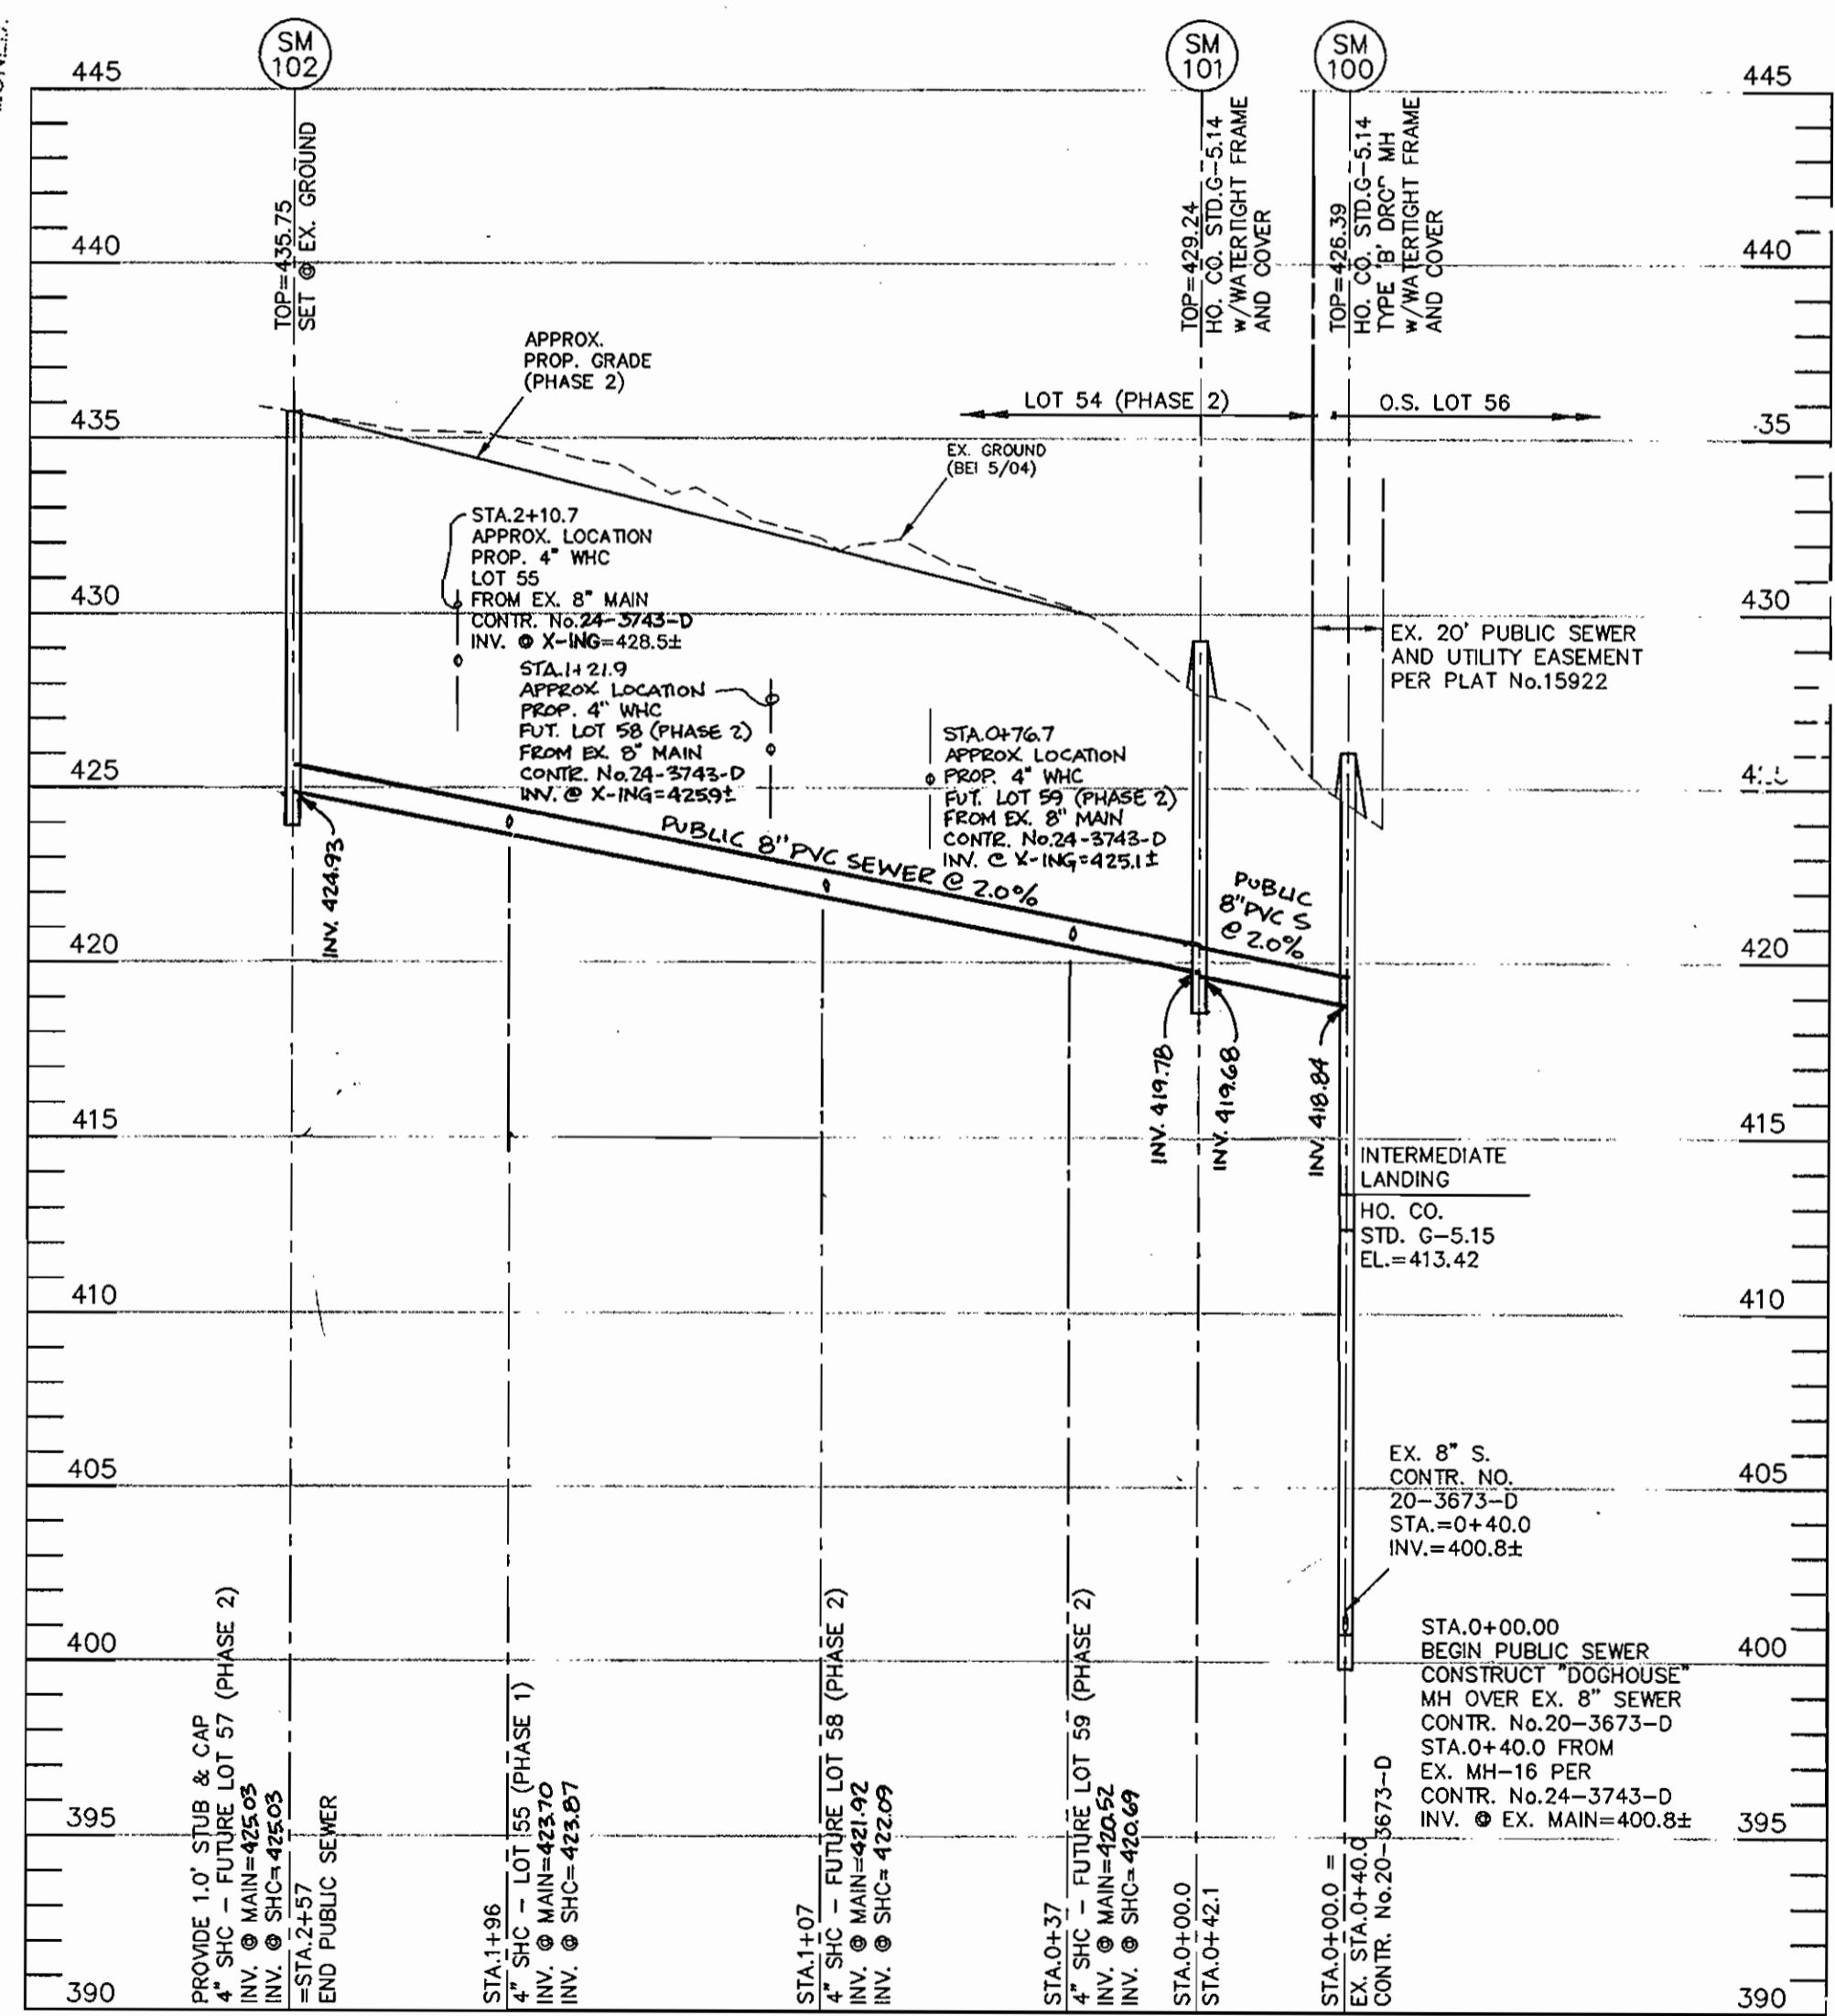 SM
102
SM
101
SM
100
445
445
TOP=435.75
SET @ EX. GROUND
TOP=429.24
HO. CO. STD.G-5.14
W/WATERTIGHT FRAME
AND COVER
TOP=426.39
HO. CO. STD.G-5.14
TYPE 'B' DROP MH
W/WATERTIGHT FRAME
AND COVER
440
440
APPROX.
PROP. GRADE
(PHASE 2)
LOT 54 (PHASE 2)
O.S. LOT 56
435
35
EX. GROUND
(BEI 5/04)
STA.2+10.7
APPROX. LOCATION
PROP. 4" WHC
LOT 55
FROM EX. 8" MAIN
CONTR. No.24-3743-D
INV. @ X-ING=428.5±
430
430
EX. 20' PUBLIC SEWER
AND UTILITY EASEMENT
PER PLAT No.15922
STA.1+21.9
APPROX. LOCATION
PROP. 4" WHC
FUT. LOT 58 (PHASE 2)
FROM EX. 8" MAIN
CONTR. No.24-3743-D
INV. @ X-ING=425.9±
STA.0+76.7
APPROX. LOCATION
PROP. 4" WHC
FUT. LOT 59 (PHASE 2)
FROM EX. 8" MAIN
CONTR. No.24-3743-D
INV. @ X-ING=425.1±
425
PUBLIC 8" PVC SEWER @ 2.0%
PUBLIC
8" PVC S
@ 2.0%
INV. 424.93
420
420
INV. 419.78
INV. 419.68
INV. 418.84
415
415
INTERMEDIATE
LANDING
HO. CO.
STD. G-5.15
EL.=413.42
410
410
405
405
EX. 8" S.
CONTR. NO.
20-3673-D
STA.=0+40.0
INV.=400.8±
400
400
STA.0+00.00
BEGIN PUBLIC SEWER
CONSTRUCT "DOGHOUSE"
MH OVER EX. 8" SEWER
CONTR. No.20-3673-D
STA.0+40.0 FROM
EX. MH-16 PER
CONTR. No.24-3743-D
INV. @ EX. MAIN=400.8±
395
395
PROVIDE 1.0' STUB & CAP
4" SHC - FUTURE LOT 57 (PHASE 2)
INV. @ MAIN=425.03
INV. @ SHC=425.03
=STA.2+57
END PUBLIC SEWER
STA.1+96
4" SHC - LOT 55 (PHASE 1)
INV. @ MAIN=423.70
INV. @ SHC=423.87
STA.1+07
4" SHC - FUTURE LOT 58 (PHASE 2)
INV. @ MAIN=421.92
INV. @ SHC=422.09
STA.0+37
4" SHC - FUTURE LOT 59 (PHASE 2)
INV. @ MAIN=420.52
INV. @ SHC=420.69
STA.0+00.0
STA.0+42.1
STA.0+00.0 =
EX. STA.0+40.0
CONTR. No.20-3673-D
390
390